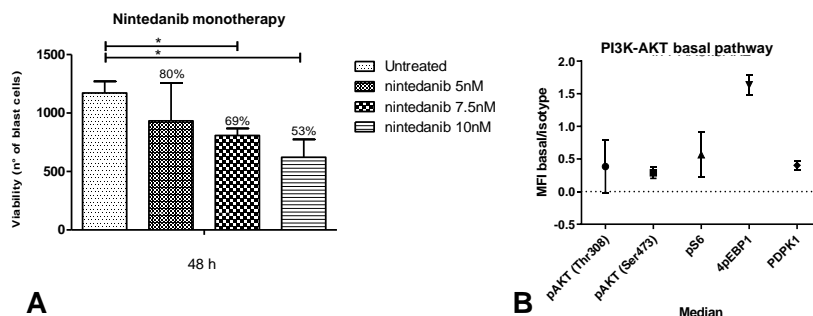 Nintedanib monotherapy
*
*
1500
1000
500
0
Viability (n° of blast cells)
80%
69%
53%
48 h
Untreated
nintedanib 5nM
nintedanib 7.5nM
nintedanib 10nM
A
PI3K-AKT basal pathway
2.0
1.5
1.0
0.5
0.0
-0.5
MFI basal/isotype
pAKT (Thr308)
pAKT (Ser473)
pS6
4pEBP1
PDPK1
Median
B